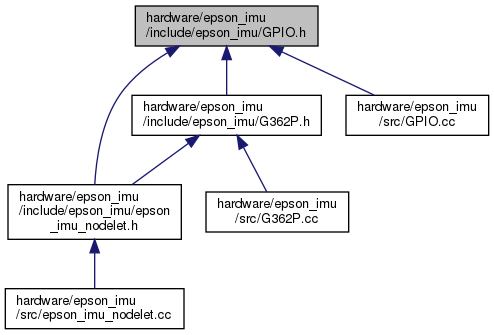 hardware/epson_imu
/include/epson_imu/GPIO.h
hardware/epson_imu
/include/epson_imu/G362P.h
hardware/epson_imu
/src/GPIO.cc
hardware/epson_imu
/include/epson_imu/epson
_imu_nodelet.h
hardware/epson_imu
/src/G362P.cc
hardware/epson_imu
/src/epson_imu_nodelet.cc